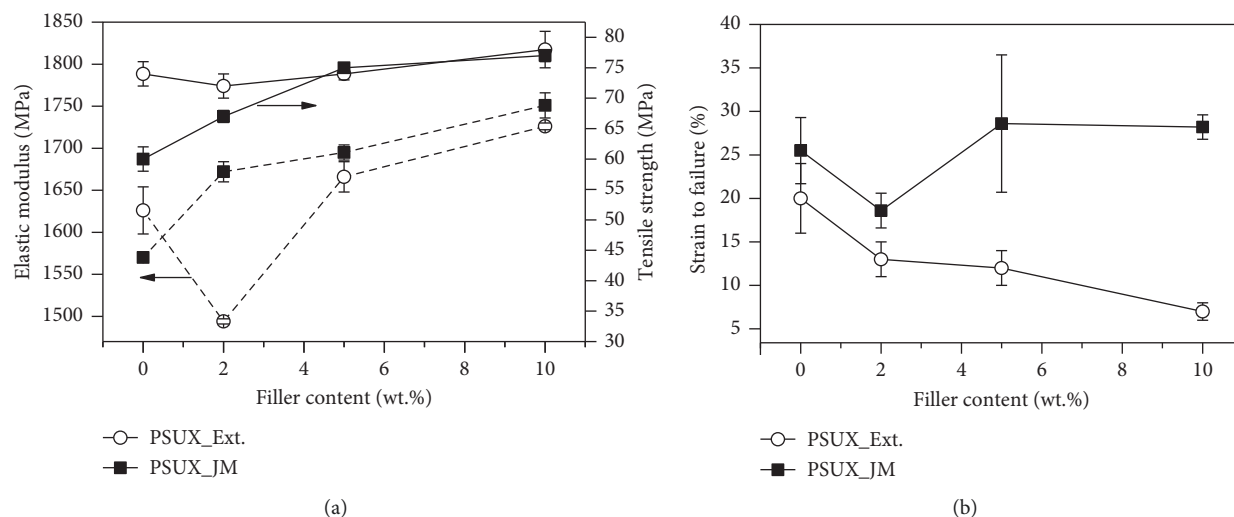 1850
1800
1750
1700
1650
1600
1550
1500
Elastic modulus (MPa)
80
75
70
65
60
55
50
45
40
35
30
Tensile strength (MPa)
0 2 4 6 8 10
Filler content (wt.%)
PSUX_Ext.
PSUX_JM
(a)
40
35
30
25
20
15
10
5
Strain to failure (%)
0 2 4 6 8 10
Filler content (wt.%)
PSUX_Ext.
PSUX_JM
(b)